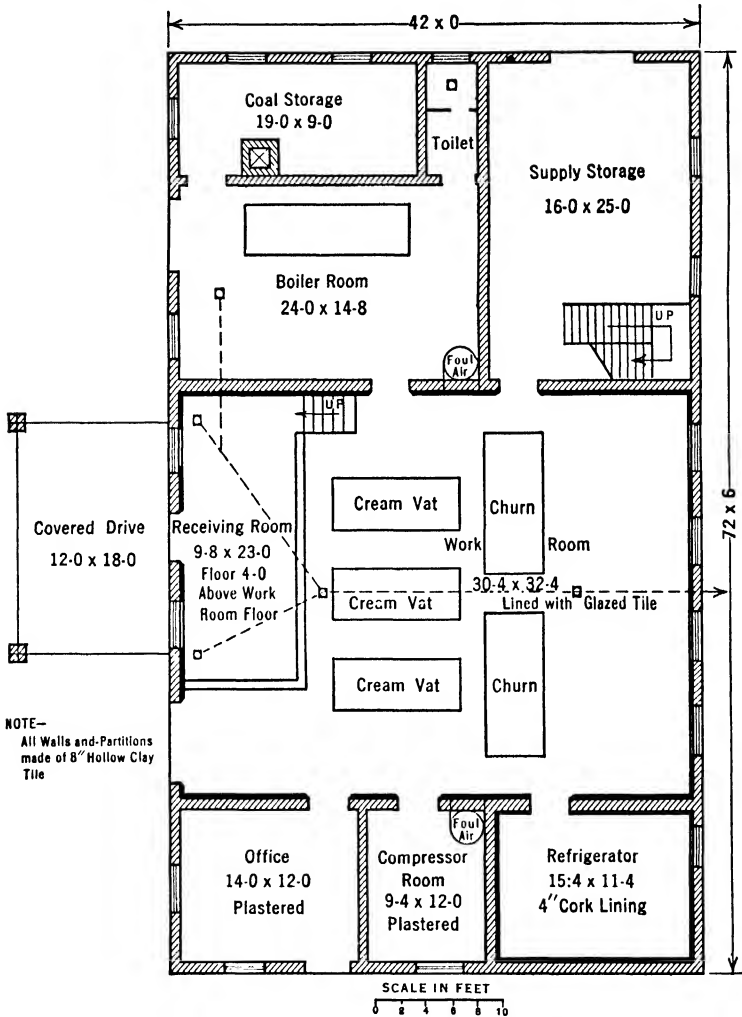 42 x 0
Coal Storage
19-0 x 9-0
Toilet
Supply Storage
16-0 x 25-0
Boiler Room
24-0 x 14-8
UP
Foul
Air
UP
72 x 6
Cream Vat
Churn
Covered Drive
12-0 x 18-0
Receiving Room
9-8 x 23-0
Floor 4-0
Above Work
Room Floor
Work Room
30-4 x 32-4
Lined with Glazed Tile
Cream Vat
Cream Vat
Churn
NOTE—
All Walls and Partitions
made of 8" Hollow Clay
Tile
Foul
Air
Office
14-0 x 12-0
Plastered
Compressor
Room
9-4 x 12-0
Plastered
Refrigerator
15:4 x 11-4
4" Cork Lining
SCALE IN FEET
0 2 4 6 8 10